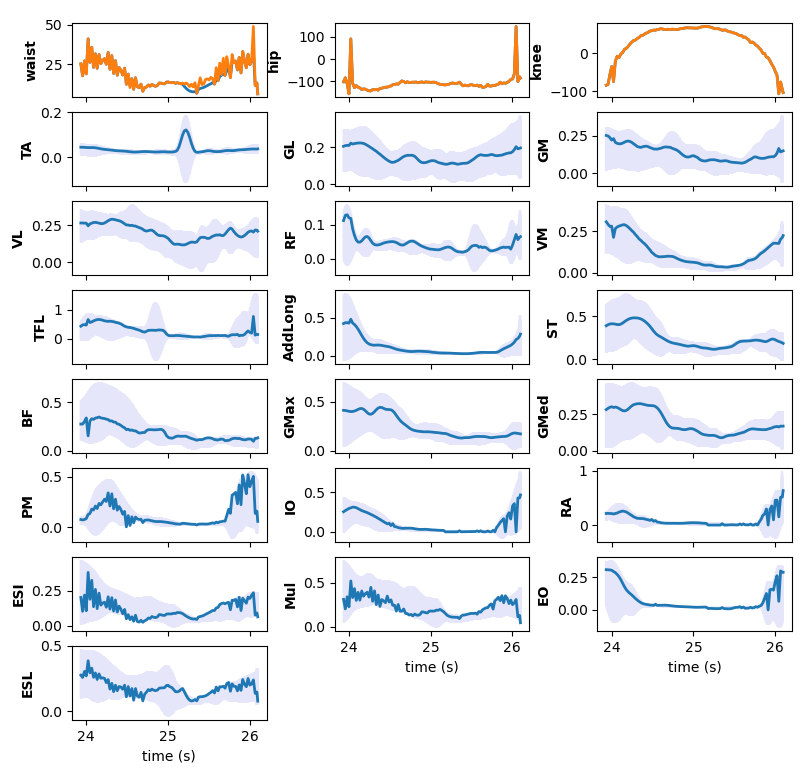 50
25
waist
100
0
−100
hip
0
−100
knee
0.2
0.0
TA
0.2
0.0
GL
0.25
0.00
GM
0.25
0.00
VL
0.1
0.0
RF
0.25
0.00
VM
1
0
TFL
0.5
0.0
AddLong
0.5
0.0
ST
0.5
0.0
BF
0.5
0.0
GMax
0.25
0.00
GMed
0.5
0.0
PM
0.5
0.0
IO
1
0
RA
0.25
0.00
ESI
0.5
0.0
Mul
24 25 26
time (s)
0.25
0.00
EO
24 25 26
time (s)
0.5
0.0
ESL
24 25 26
time (s)